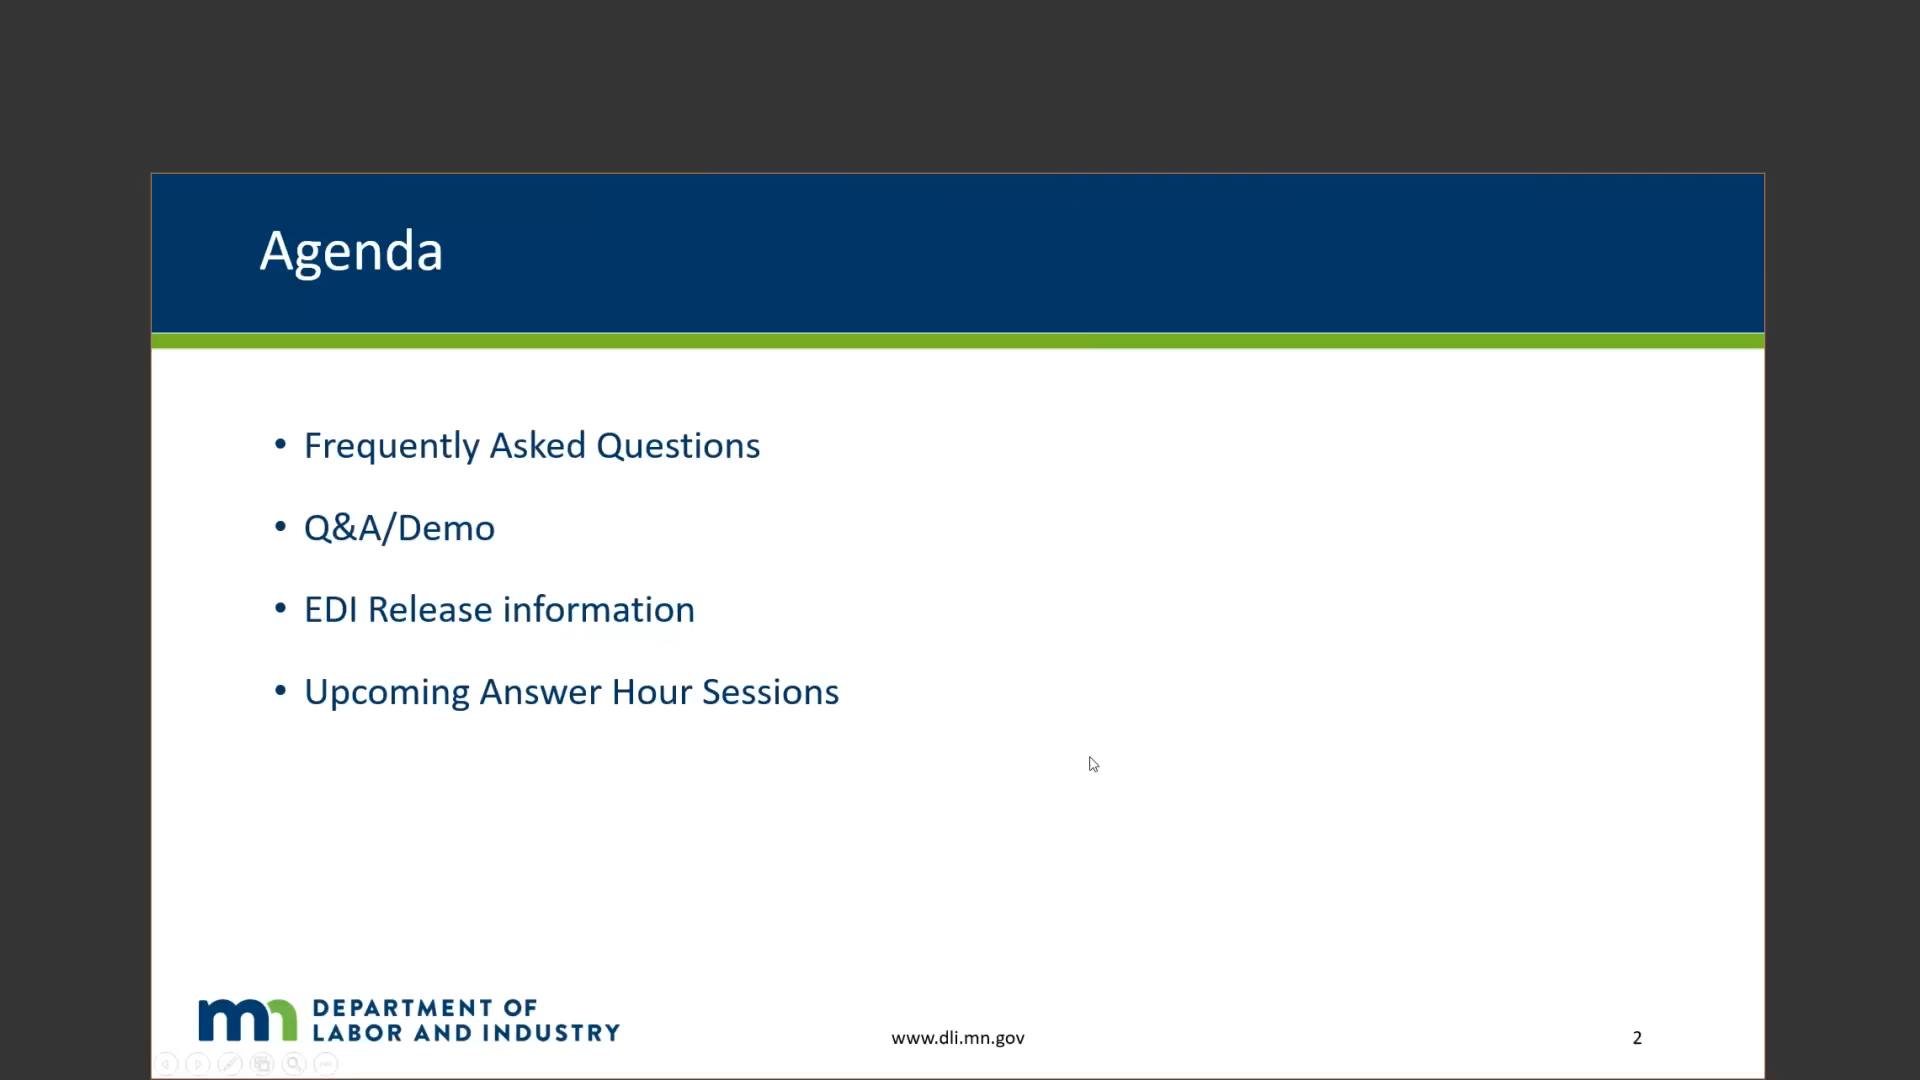 Agenda
• Frequently Asked Questions
• Q&A/Demo
• EDI Release information
• Upcoming Answer Hour Sessions
mn DEPARTMENT OF
LABOR AND INDUSTRY
www.dli.mn.gov
2